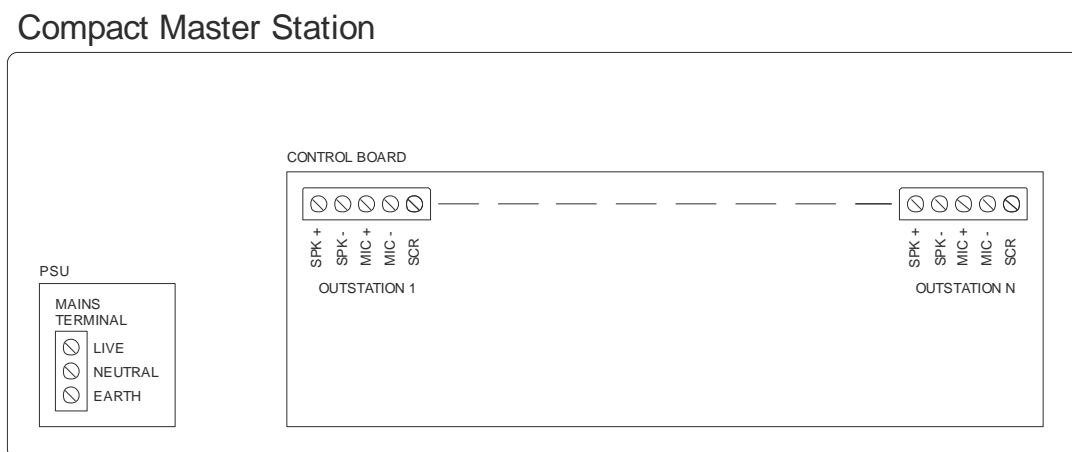 Compact Master Station
CONTROL BOARD
SPK +
SPK -
MIC +
MIC -
SCR
OUTSTATION 1
SPK +
SPK -
MIC +
MIC -
SCR
OUTSTATION N
PSU
MAINS
TERMINAL
LIVE
NEUTRAL
EARTH